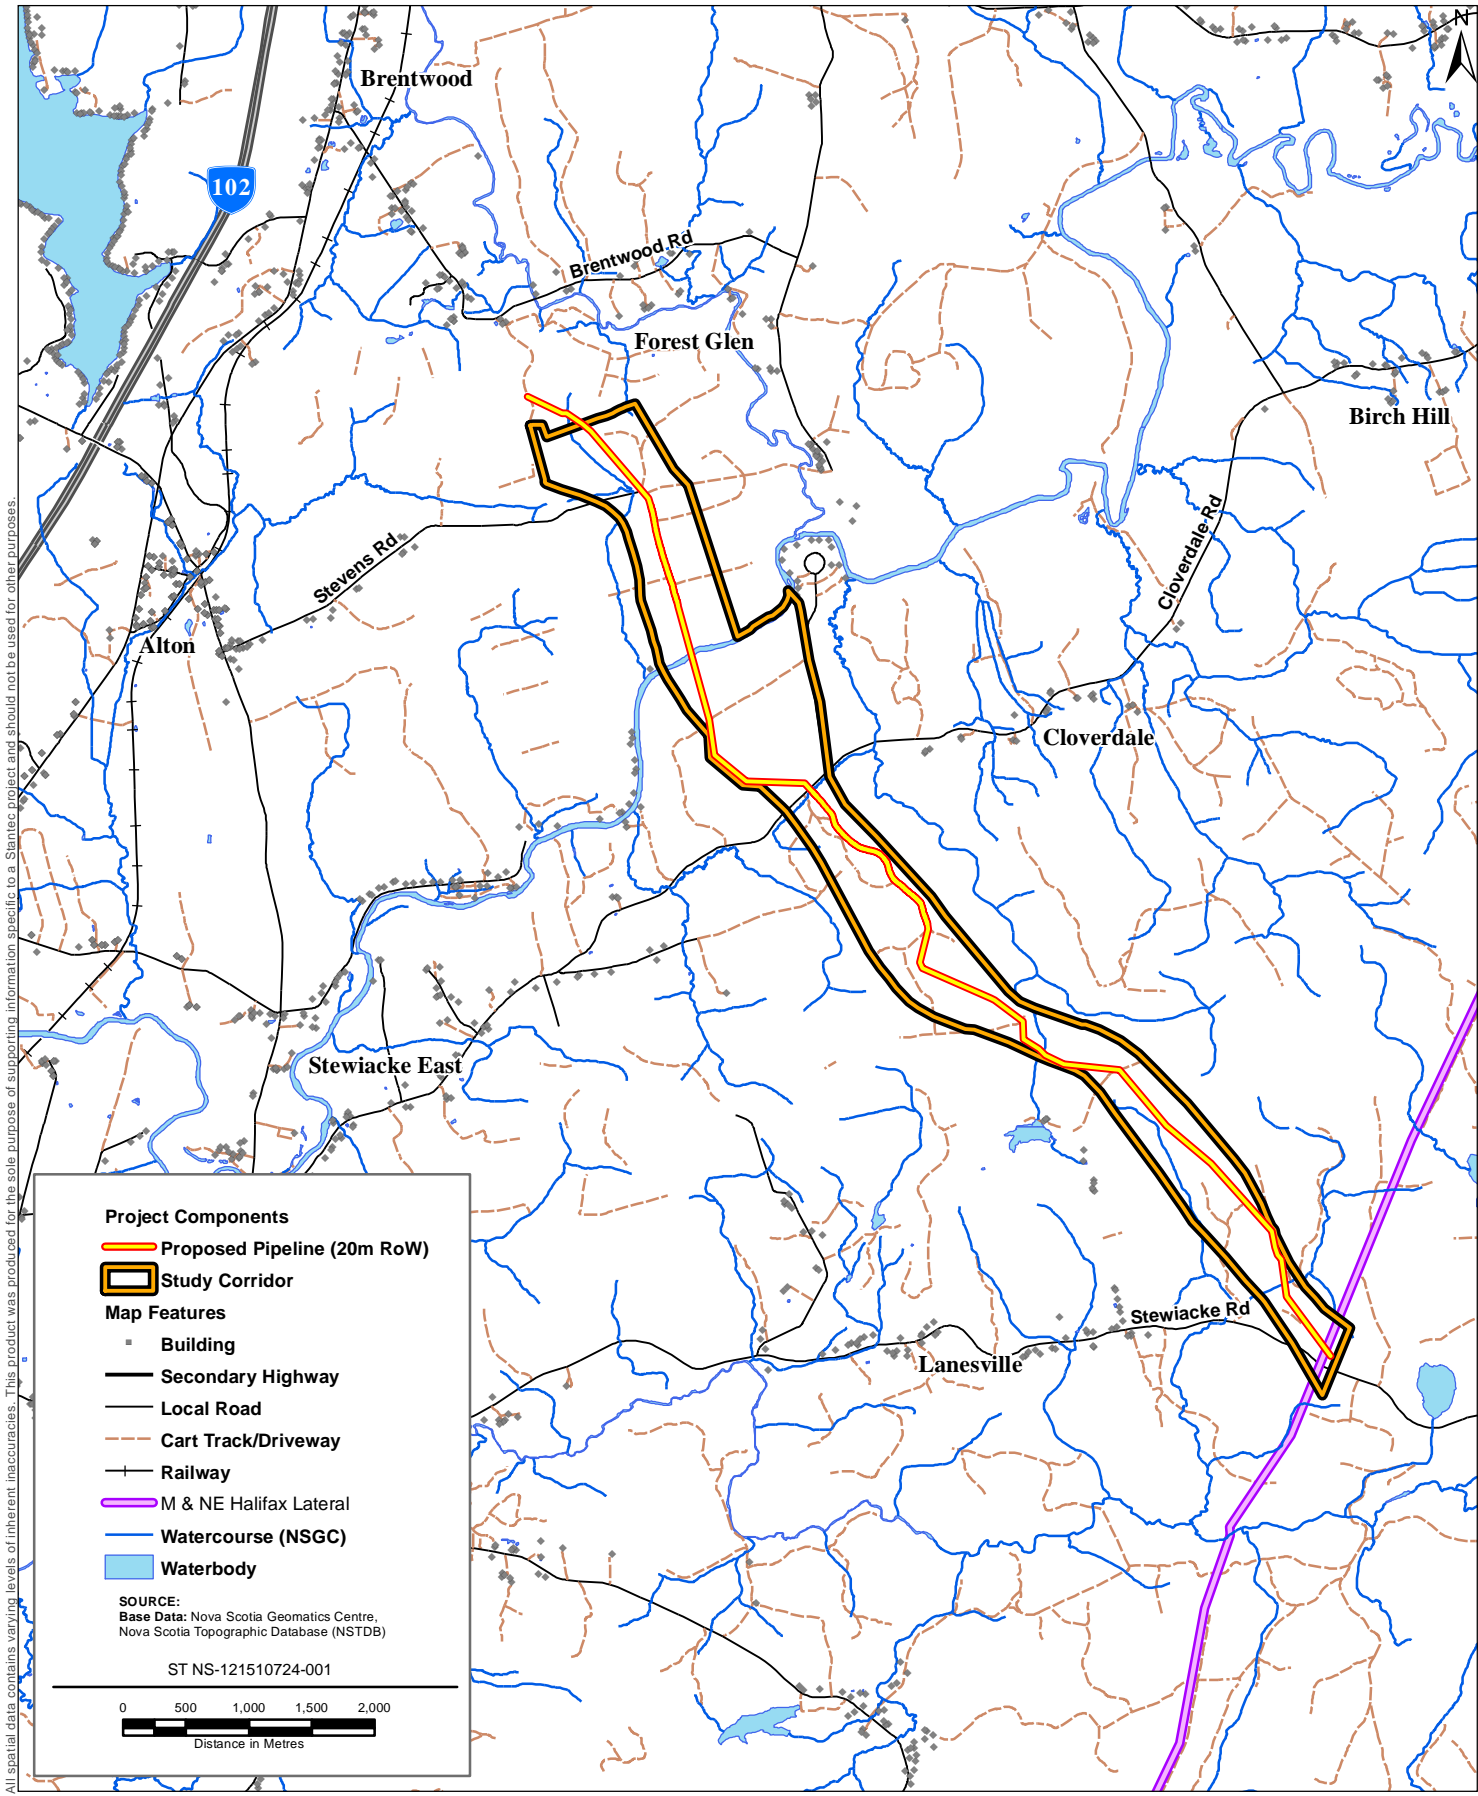 N
Brentwood
102
Brentwood Rd
Forest Glen
Birch Hill
Cloverdale Rd
Stevens Rd
Alton
Cloverdale
Stewiacke East
Stewiacke Rd
Lanesville
Project Components
Proposed Pipeline (20m RoW)
Study Corridor
Map Features
Building
Secondary Highway
Local Road
Cart Track/Driveway
Railway
M & NE Halifax Lateral
Watercourse (NSGC)
Waterbody
SOURCE:
Base Data: Nova Scotia Geomatics Centre,
Nova Scotia Topographic Database (NSTDB)
ST NS-121510724-001
0 500 1,000 1,500 2,000
Distance in Metres
All spatial data contains varying levels of inherent inaccuracies. This product was produced for the sole purpose of supporting information specific to a Stantec project and should not be used for other purposes.